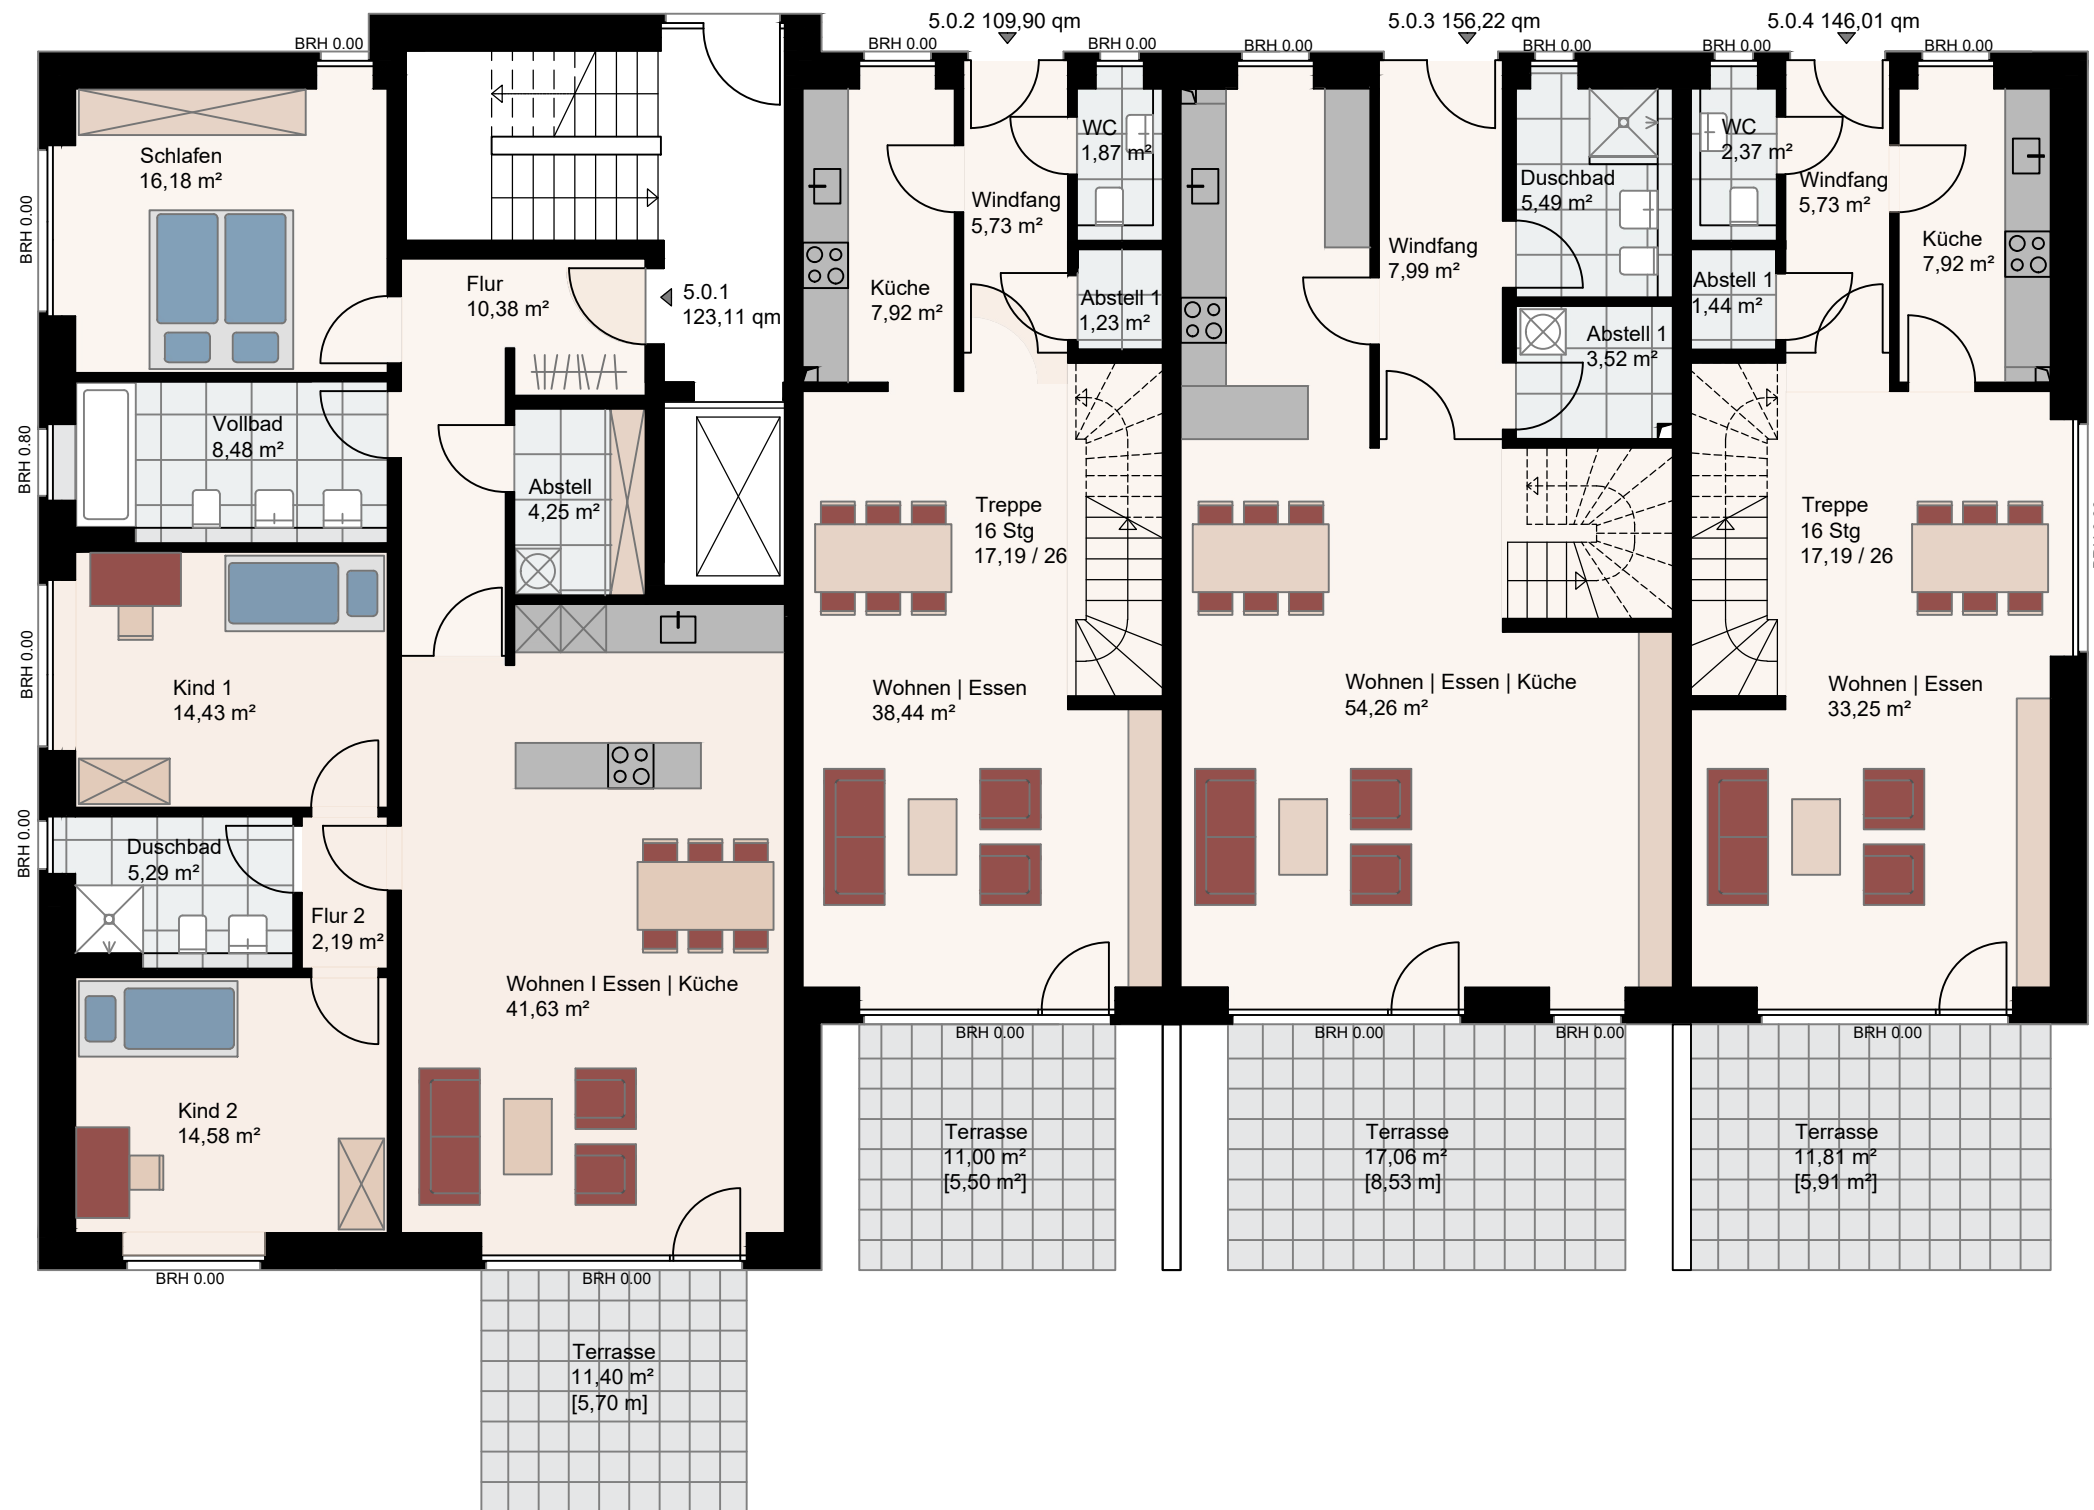 5.0.2 109,90 qm
5.0.3 156,22 qm
5.0.4 146,01 qm
BRH 0.00
BRH 0.00
BRH 0.00
BRH 0.00
BRH 0.00
BRH 0.00
BRH 0.00
Schlafen
16,18 m²
BRH 0.00
Flur
10,38 m²
5.0.1
123,11 qm
Vollbad
8,48 m²
BRH 0.80
Abstell
4,25 m²
Kind 1
14,43 m²
BRH 0.00
Duschbad
5,29 m²
BRH 0.00
Flur 2
2,19 m²
Wohnen I Essen | Küche
41,63 m²
Kind 2
14,58 m²
BRH 0.00
BRH 0.00
Terrasse
11,40 m²
[5,70 m]
WC
1,87 m²
Windfang
5,73 m²
Küche
7,92 m²
Abstell 1
1,23 m²
Treppe
16 Stg
17,19 / 26
Wohnen | Essen
38,44 m²
BRH 0.00
Terrasse
11,00 m²
[5,50 m²]
Duschbad
5,49 m²
Windfang
7,99 m²
Abstell 1
3,52 m²
Wohnen | Essen | Küche
54,26 m²
BRH 0.00
BRH 0.00
Terrasse
17,06 m²
[8,53 m]
WC
2,37 m²
Windfang
5,73 m²
Küche
7,92 m²
Abstell 1
1,44 m²
Treppe
16 Stg
17,19 / 26
Wohnen | Essen
33,25 m²
BRH 0.00
Terrasse
11,81 m²
[5,91 m²]